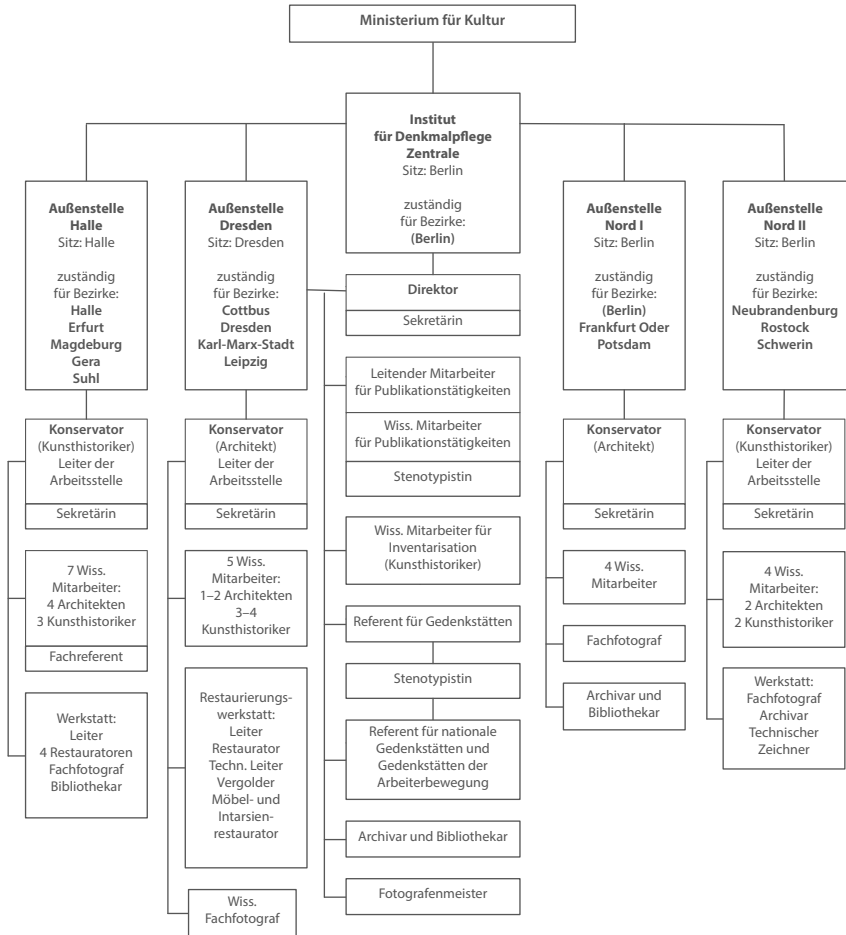 Ministerium für Kultur
Institut
für Denkmalpflege
Zentrale
Sitz: Berlin
zuständig
für Bezirke:
(Berlin)
Außenstelle
Halle
Sitz: Halle
zuständig
für Bezirke:
Halle
Erfurt
Magdeburg
Gera
Suhl
Konservator
(Kunsthistoriker)
Leiter der
Arbeitsstelle
Sekretärin
7 Wiss.
Mitarbeiter:
4 Architekten
3 Kunsthistoriker
Fachreferent
Werkstatt:
Leiter
4 Restauratoren
Fachfotograf
Bibliothekar
Außenstelle
Dresden
Sitz: Dresden
zuständig
für Bezirke:
Cottbus
Dresden
Karl-Marx-Stadt
Leipzig
Konservator
(Architekt)
Leiter der
Arbeitsstelle
Sekretärin
5 Wiss.
Mitarbeiter:
1–2 Architekten
3–4
Kunsthistoriker
Restaurierungs-
werkstatt:
Leiter
Restaurator
Techn. Leiter
Vergolder
Möbel- und
Intarsien-
restaurator
Wiss.
Fachfotograf
Direktor
Sekretärin
Leitender Mitarbeiter
für Publikationstätigkeiten
Wiss. Mitarbeiter
für Publikationstätigkeiten
Stenotypistin
Wiss. Mitarbeiter für
Inventarisation
(Kunsthistoriker)
Referent für Gedenkstätten
Stenotypistin
Referent für nationale
Gedenkstätten und
Gedenkstätten der
Arbeiterbewegung
Archivar und Bibliothekar
Fotografenmeister
Außenstelle
Nord I
Sitz: Berlin
zuständig
für Bezirke:
(Berlin)
Frankfurt Oder
Potsdam
Konservator
(Architekt)
Sekretärin
4 Wiss.
Mitarbeiter
Fachfotograf
Archivar und
Bibliothekar
Außenstelle
Nord II
Sitz: Berlin
zuständig
für Bezirke:
Neubrandenburg
Rostock
Schwerin
Konservator
(Kunsthistoriker)
Leiter der
Arbeitsstelle
Sekretärin
4 Wiss.
Mitarbeiter:
2 Architekten
2 Kunsthistoriker
Werkstatt:
Fachfotograf
Archivar
Technischer
Zeichner